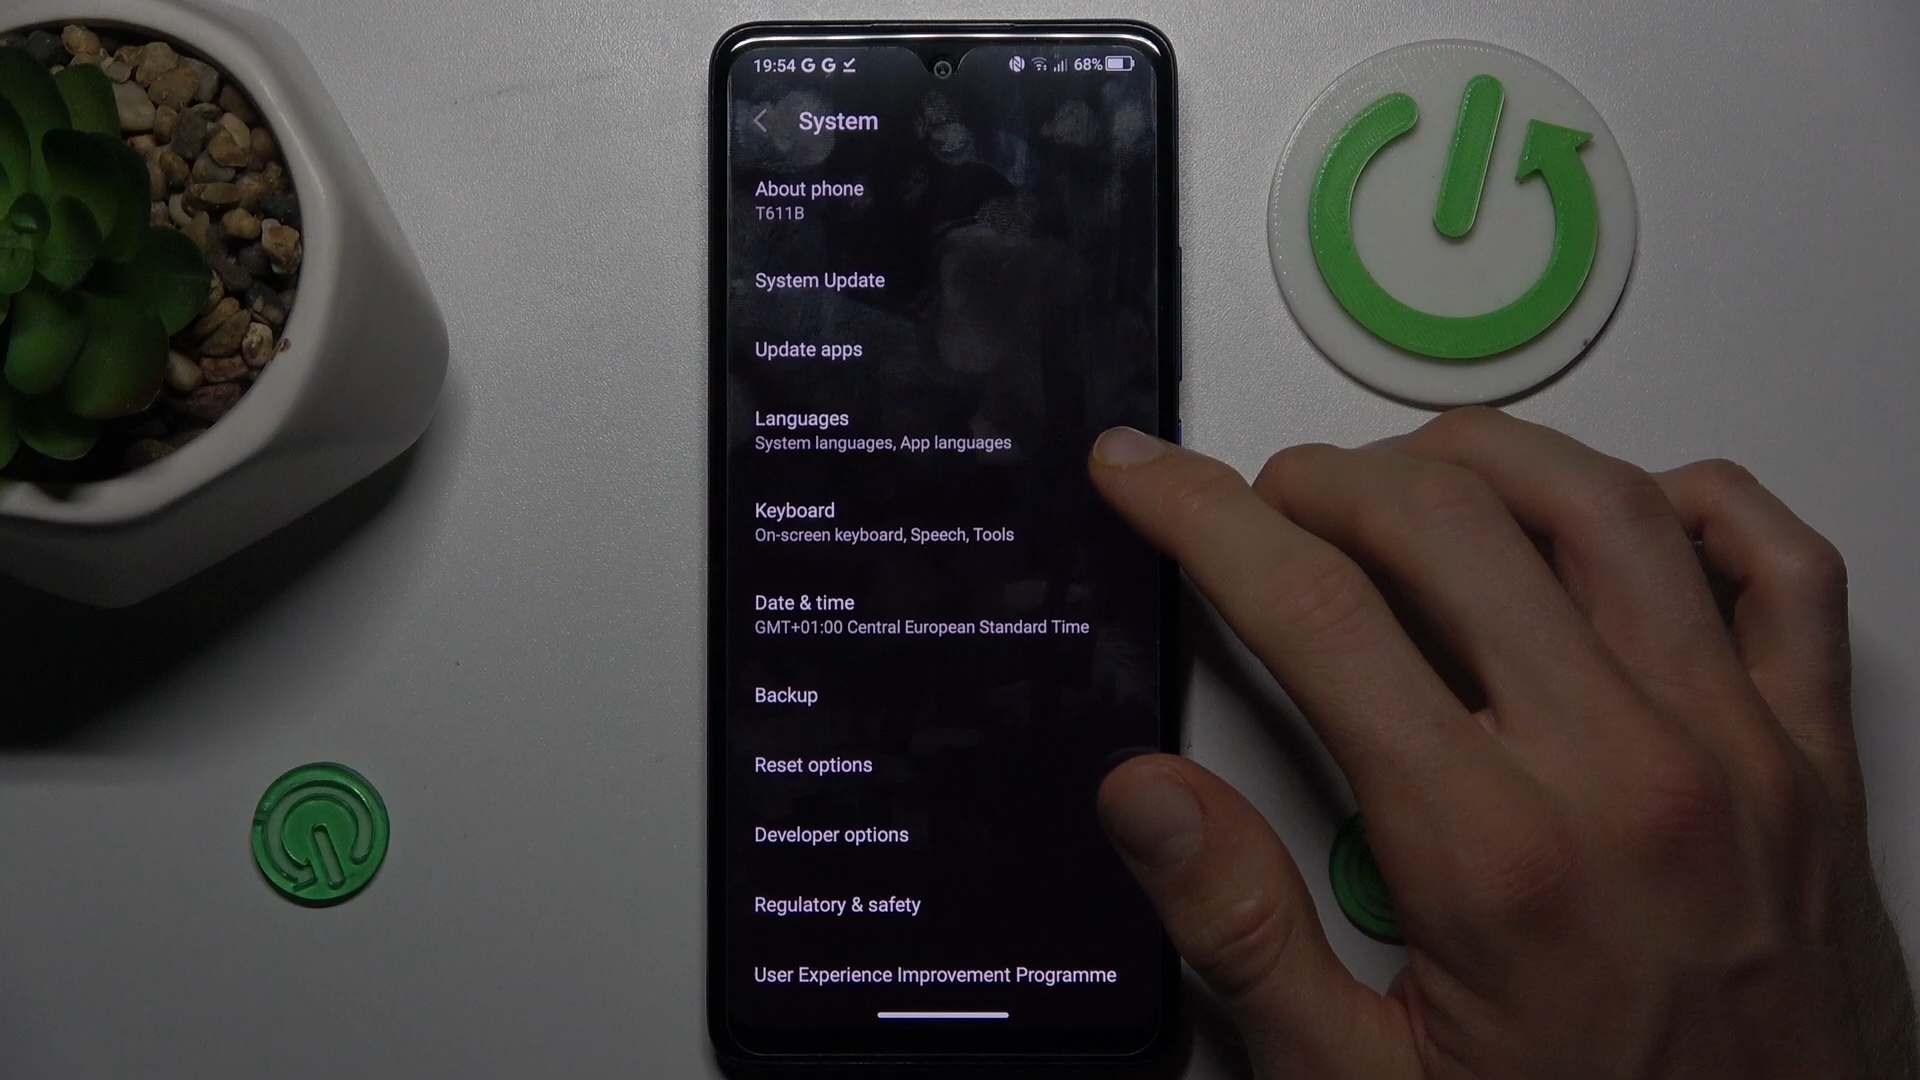 19:54 G G
68%
System
About phone
T611B
System Update
Update apps
Languages
System languages, App languages
Keyboard
On-screen keyboard, Speech, Tools
Date & time
GMT+01:00 Central European Standard Time
Backup
Reset options
Developer options
Regulatory & safety
User Experience Improvement Programme